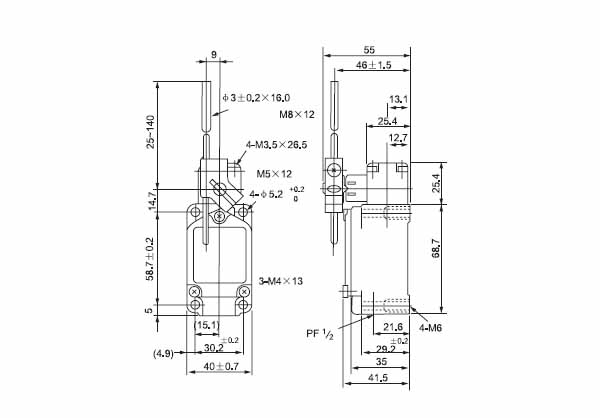 9
φ3±0.2×16.0
M8×12
25~140
4-M3.5×26.5
M5×12
4-φ5.2 +0.2
0
14.7
58.7±0.2
3-M4×13
5
(15.1)
±0.2
(4.9)
30.2
40±0.7
55
46±1.5
13.1
25.4
12.7
25.4
68.7
PF 1/2
21.6
4-M6
±0.2
29.2
35
41.5